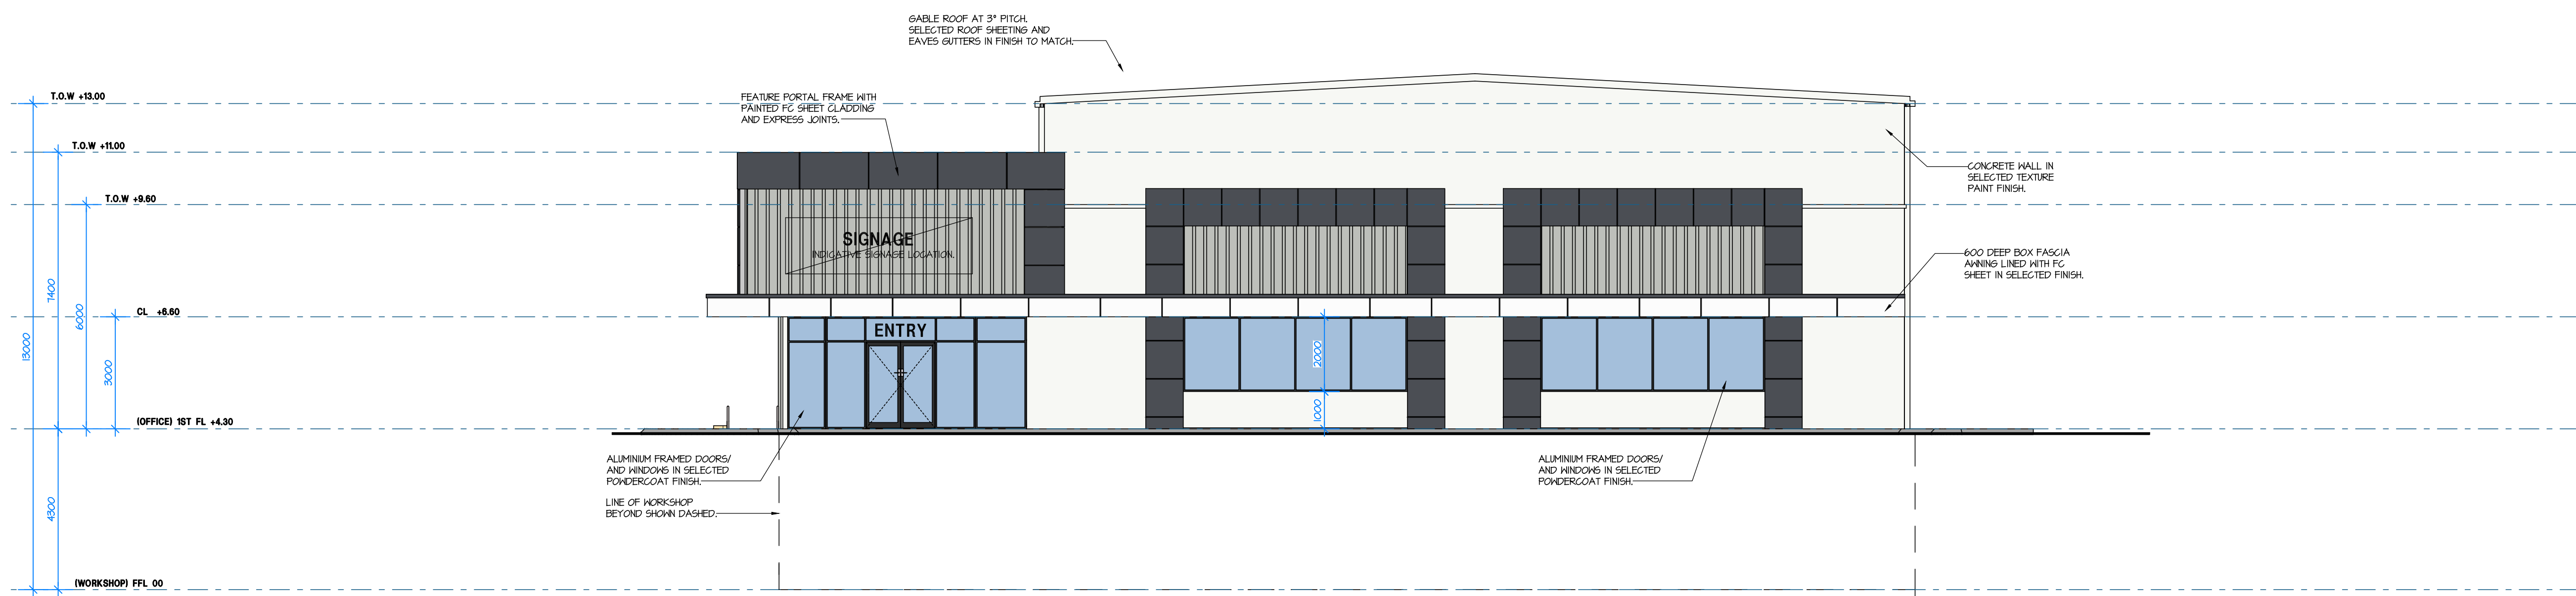 GABLE ROOF AT 3° PITCH.
SELECTED ROOF SHEETING AND
EAVES GUTTERS IN FINISH TO MATCH.
T.O.W +13.00
FEATURE PORTAL FRAME WITH
PAINTED FC SHEET CLADDING
AND EXPRESS JOINTS.
T.O.W +11.00
CONCRETE WALL IN
SELECTED TEXTURE
PAINT FINISH.
T.O.W +9.60
SIGNAGE
INDICATIVE SIGNAGE LOCATION.
600 DEEP BOX FASCIA
AWNING LINED WITH FC
SHEET IN SELECTED FINISH.
7400
6000
CL +6.60
13000
3000
ENTRY
2000
1000
(OFFICE) 1ST FL +4.30
ALUMINIUM FRAMED DOORS/
AND WINDOWS IN SELECTED
POWDERCOAT FINISH.
ALUMINIUM FRAMED DOORS/
AND WINDOWS IN SELECTED
POWDERCOAT FINISH.
LINE OF WORKSHOP
BEYOND SHOWN DASHED.
4300
(WORKSHOP) FFL 00